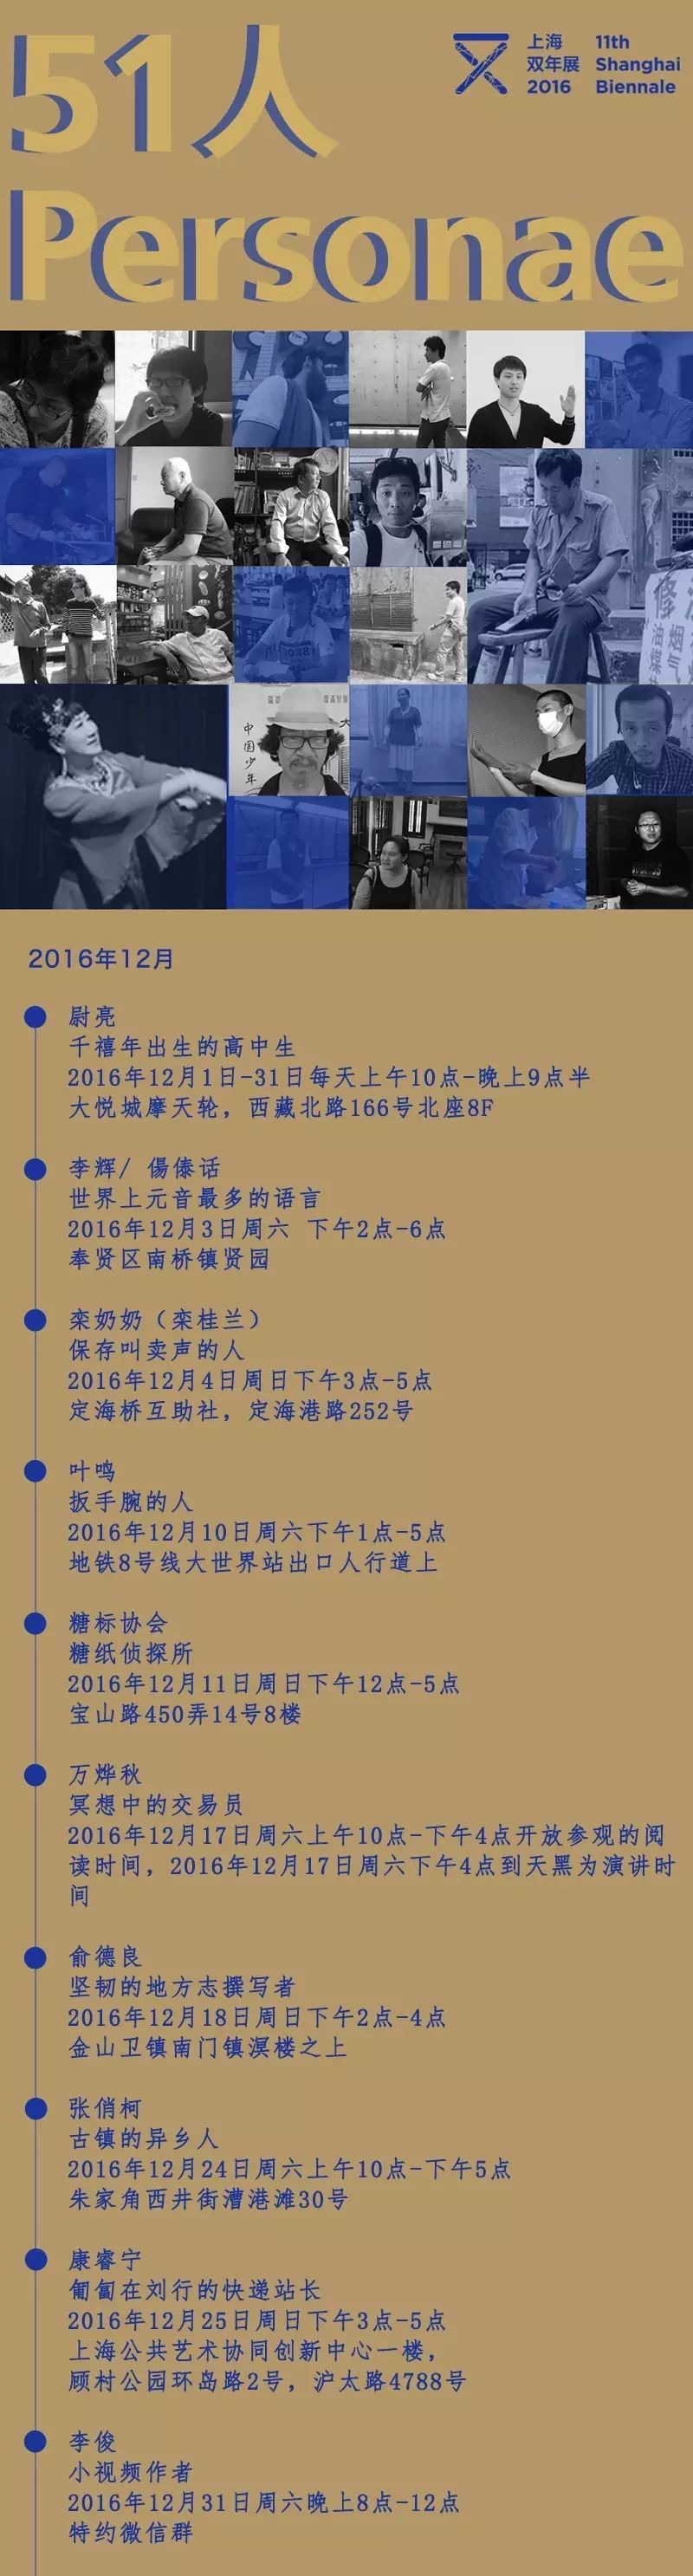 51人
Personae
上海
双年展
2016
11th
Shanghai
Biennale
修
中国少年
2016年12月
尉亮
千禧年出生的高中生
2016年12月1日-31日每天上午10点-晚上9点半
大悦城摩天轮，西藏北路166号北座8F
李辉/ 偒傣话
世界上元音最多的语言
2016年12月3日周六 下午2点-6点
奉贤区南桥镇贤园
栾奶奶（栾桂兰）
保存叫卖声的人
2016年12月4日周日下午3点-5点
定海桥互助社，定海港路252号
叶鸣
扳手腕的人
2016年12月10日周六下午1点-5点
地铁8号线大世界站出口人行道上
糖标协会
糖纸侦探所
2016年12月11日周日下午12点-5点
宝山路450弄14号8楼
万烨秋
冥想中的交易员
2016年12月17日周六上午10点-下午4点开放参观的阅
读时间，2016年12月17日周六下午4点到天黑为演讲时
间
俞德良
坚韧的地方志撰写者
2016年12月18日周日下午2点-4点
金山卫镇南门镇溟楼之上
张俏柯
古镇的异乡人
2016年12月24日周六上午10点-下午5点
朱家角西井街漕港滩30号
康睿宁
匍匐在刘行的快递站长
2016年12月25日周日下午3点-5点
上海公共艺术协同创新中心一楼，
顾村公园环岛路2号，沪太路4788号
李俊
小视频作者
2016年12月31日周六晚上8点-12点
特约微信群